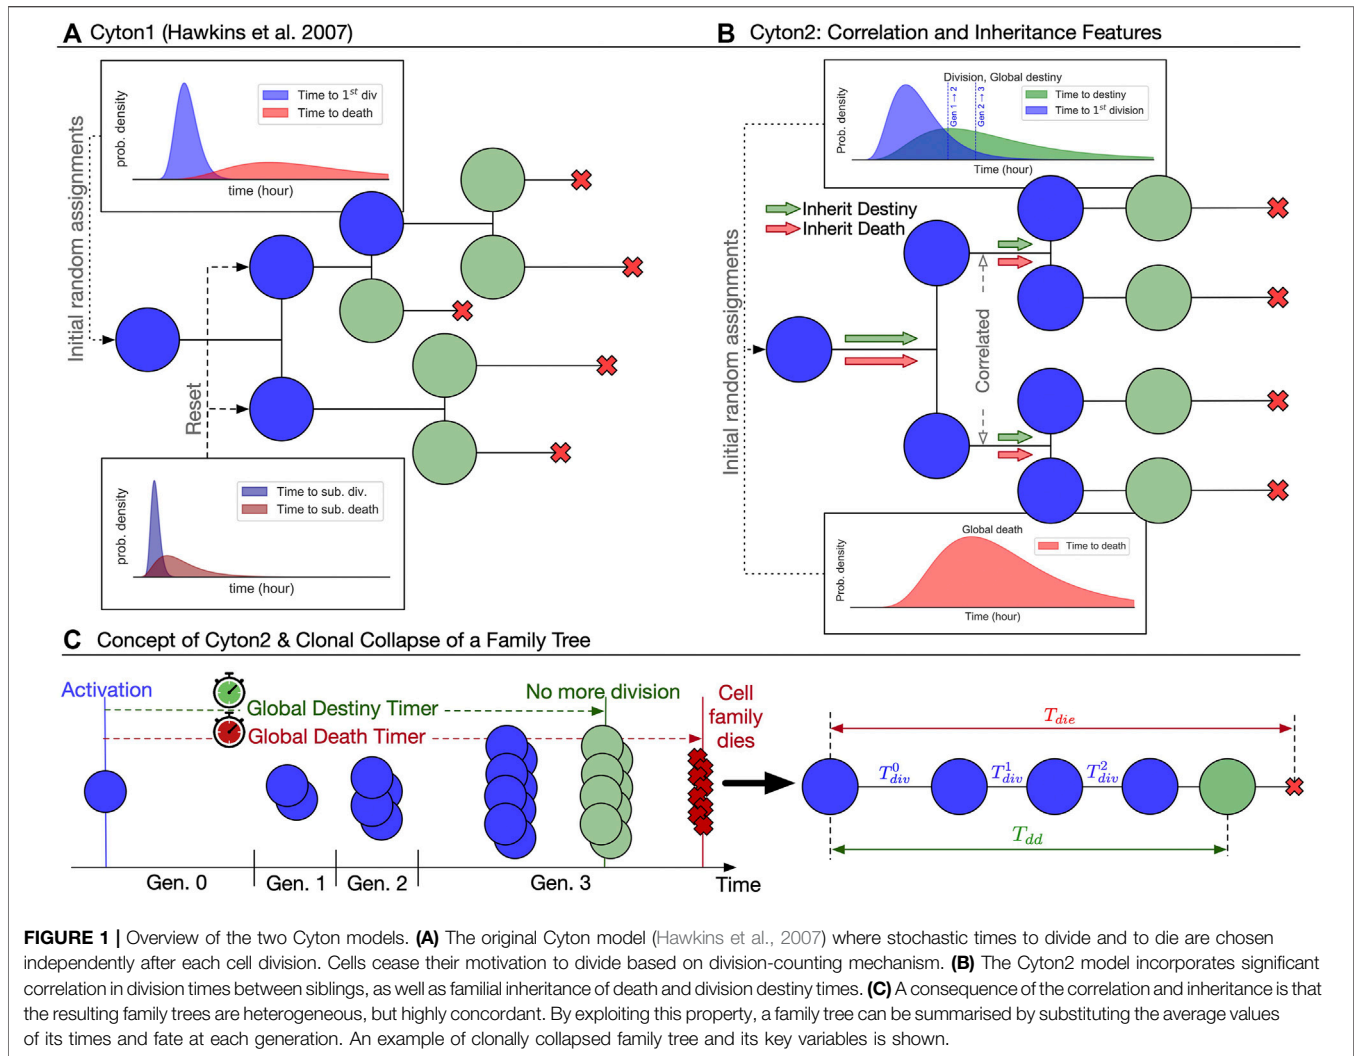 A Cyton1 (Hawkins et al. 2007)
prob. density
Time to 1st div
Time to death
time (hour)
Initial random assignments
Reset
prob. density
Time to sub. div.
Time to sub. death
time (hour)
B Cyton2: Correlation and Inheritance Features
Prob. density
Division, Global destiny
Gen 1 → 2
Gen 2 → 3
Time to destiny
Time to 1st division
Time (hour)
Inherit Destiny
Inherit Death
Initial random assignments
Correlated
Prob. density
Global death
Time to death
Time (hour)
C Concept of Cyton2 & Clonal Collapse of a Family Tree
Activation
Global Destiny Timer
Global Death Timer
No more division
Cell
family
dies
Gen. 0
Gen. 1
Gen. 2
Gen. 3
Time
T_die
T^0_div
T^1_div
T^2_div
T_dd
FIGURE 1 | Overview of the two Cyton models. (A) The original Cyton model (Hawkins et al., 2007) where stochastic times to divide and to die are chosen
independently after each cell division. Cells cease their motivation to divide based on division-counting mechanism. (B) The Cyton2 model incorporates significant
correlation in division times between siblings, as well as familial inheritance of death and division destiny times. (C) A consequence of the correlation and inheritance is that
the resulting family trees are heterogeneous, but highly concordant. By exploiting this property, a family tree can be summarised by substituting the average values
of its times and fate at each generation. An example of clonally collapsed family tree and its key variables is shown.